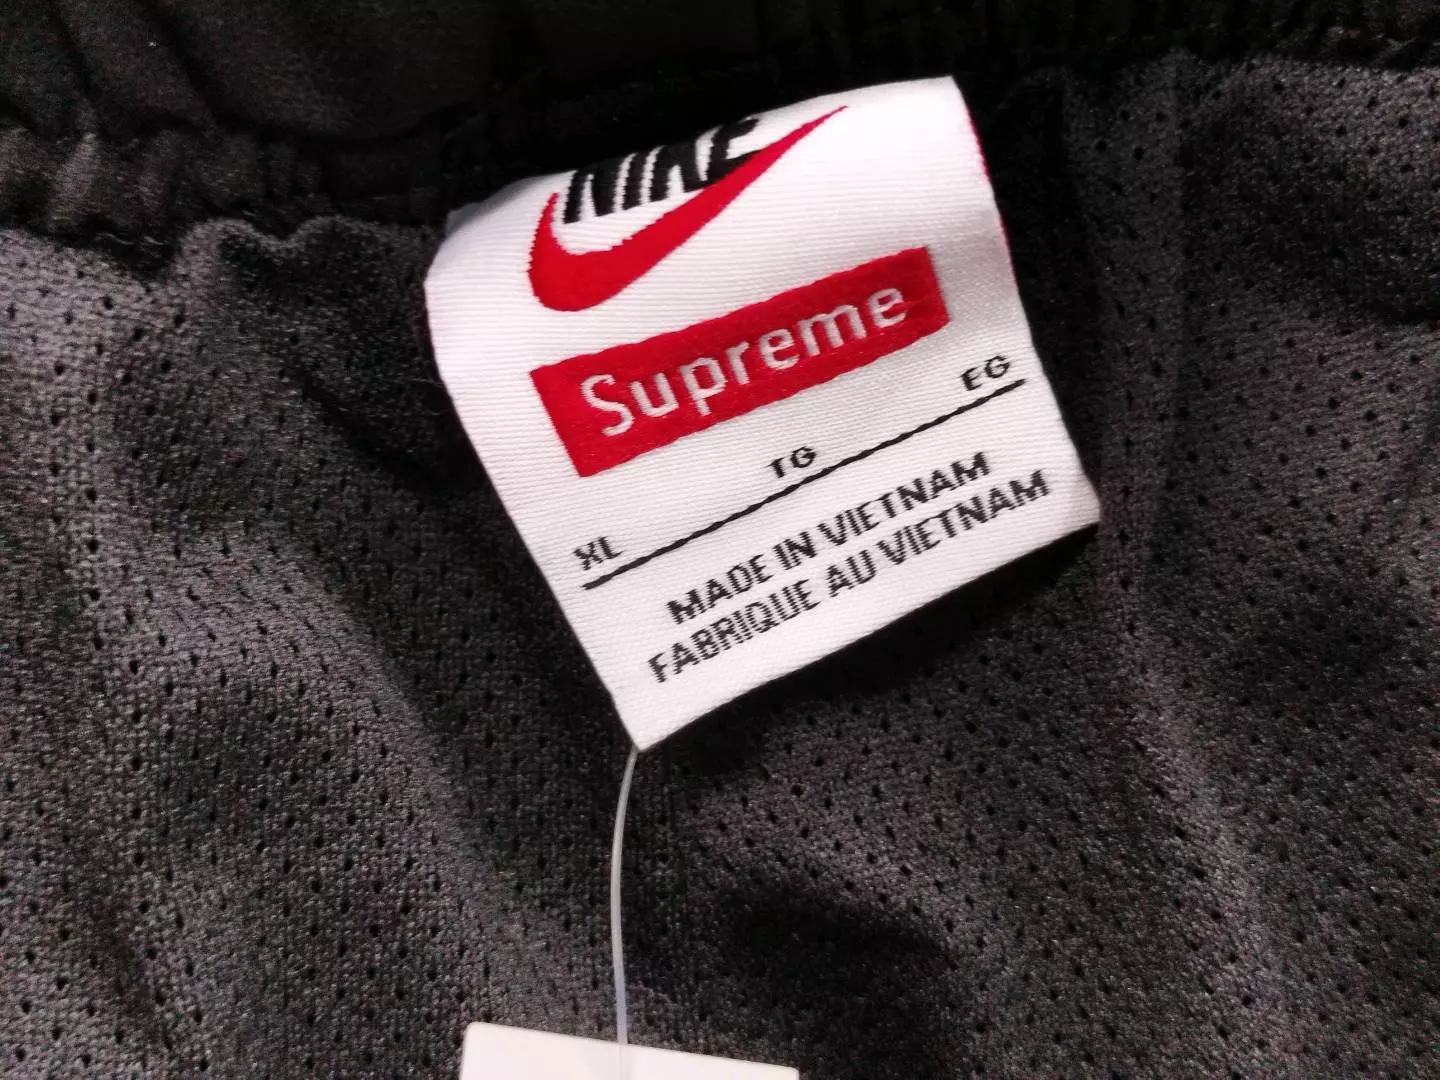 NIKE
Supreme
XL TG EG
MADE IN VIETNAM
FABRIQUE AU VIETNAM